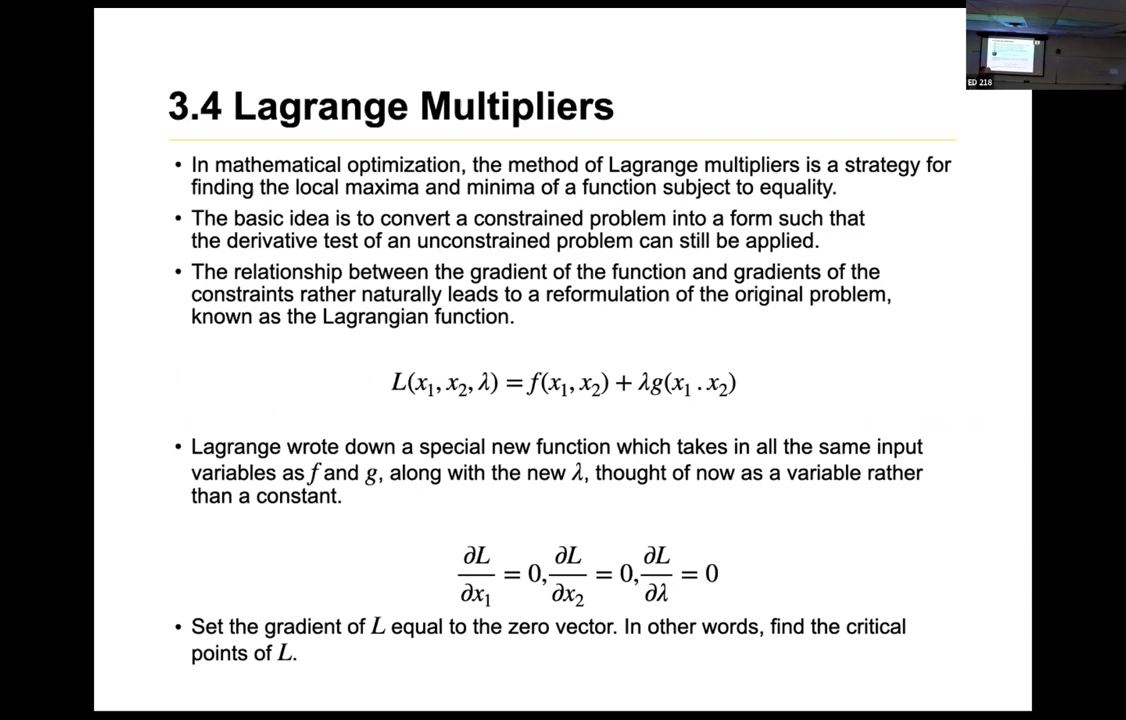 3.4 Lagrange Multipliers
• In mathematical optimization, the method of Lagrange multipliers is a strategy for
finding the local maxima and minima of a function subject to equality.
• The basic idea is to convert a constrained problem into a form such that
the derivative test of an unconstrained problem can still be applied.
• The relationship between the gradient of the function and gradients of the
constraints rather naturally leads to a reformulation of the original problem,
known as the Lagrangian function.
L(x₁, x₂, λ) = f(x₁, x₂) + λg(x₁ . x₂)
• Lagrange wrote down a special new function which takes in all the same input
variables as f and g, along with the new λ, thought of now as a variable rather
than a constant.
∂L/∂x₁ = 0, ∂L/∂x₂ = 0, ∂L/∂λ = 0
• Set the gradient of L equal to the zero vector. In other words, find the critical
points of L.
ED 218